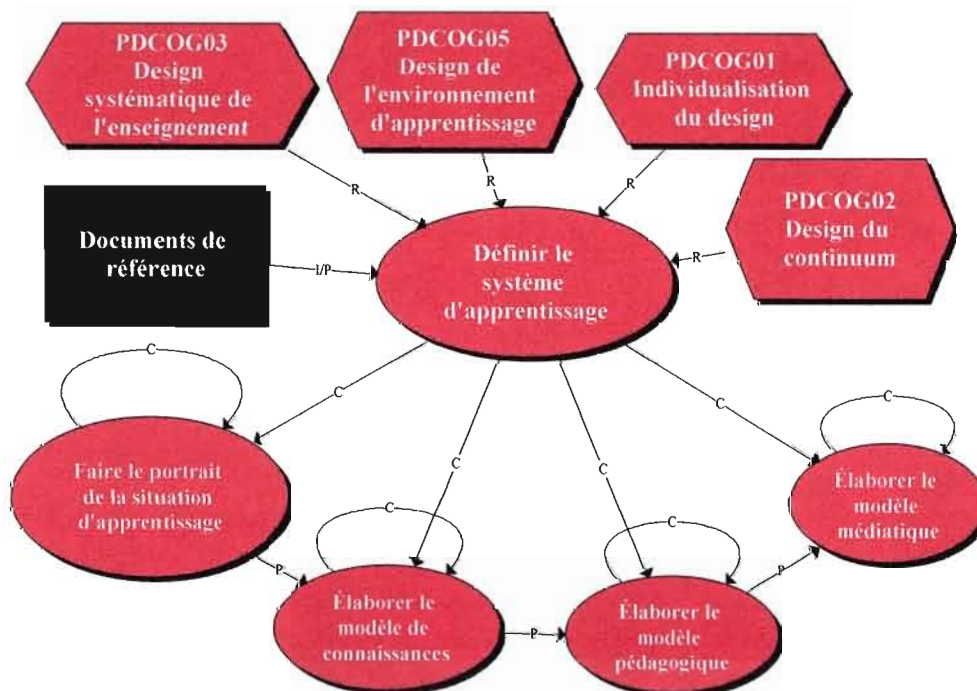 PDCOG03
Design
systématique de
l'enseignement
PDCOG05
Design de
l'environnement
d'apprentissage
PDCOG01
Individualisation
du design
PDCOG02
Design du
continuum
R
R
R
R
Documents de
référence
I/P
Définir le
système
d'apprentissage
C
C
C
C
C
C
C
C
Faire le portrait
de la situation
d'apprentissage
P
Élaborer le
modèle de
connaissances
P
Élaborer le
modèle
pédagogique
P
Élaborer le
modèle
médiatique